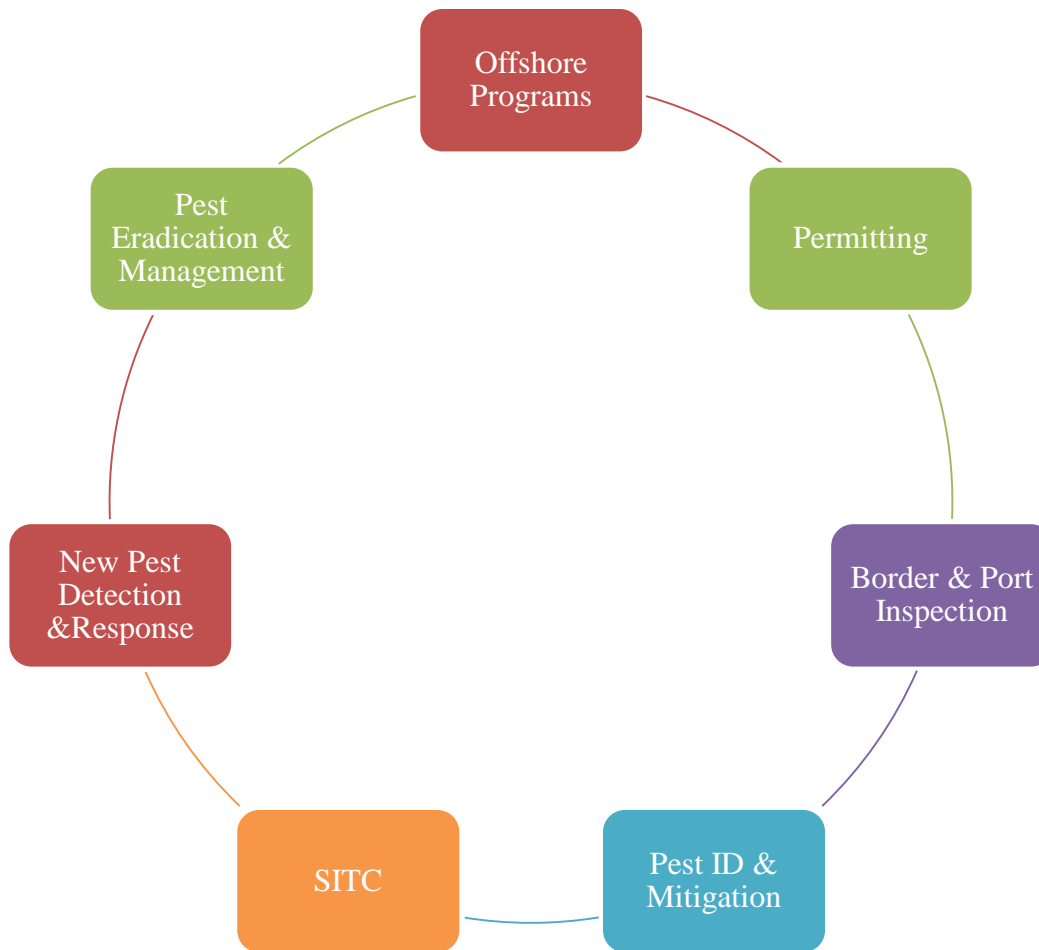 Offshore
Programs
Permitting
Border & Port
Inspection
Pest ID &
Mitigation
SITC
New Pest
Detection
&Response
Pest
Eradication &
Management